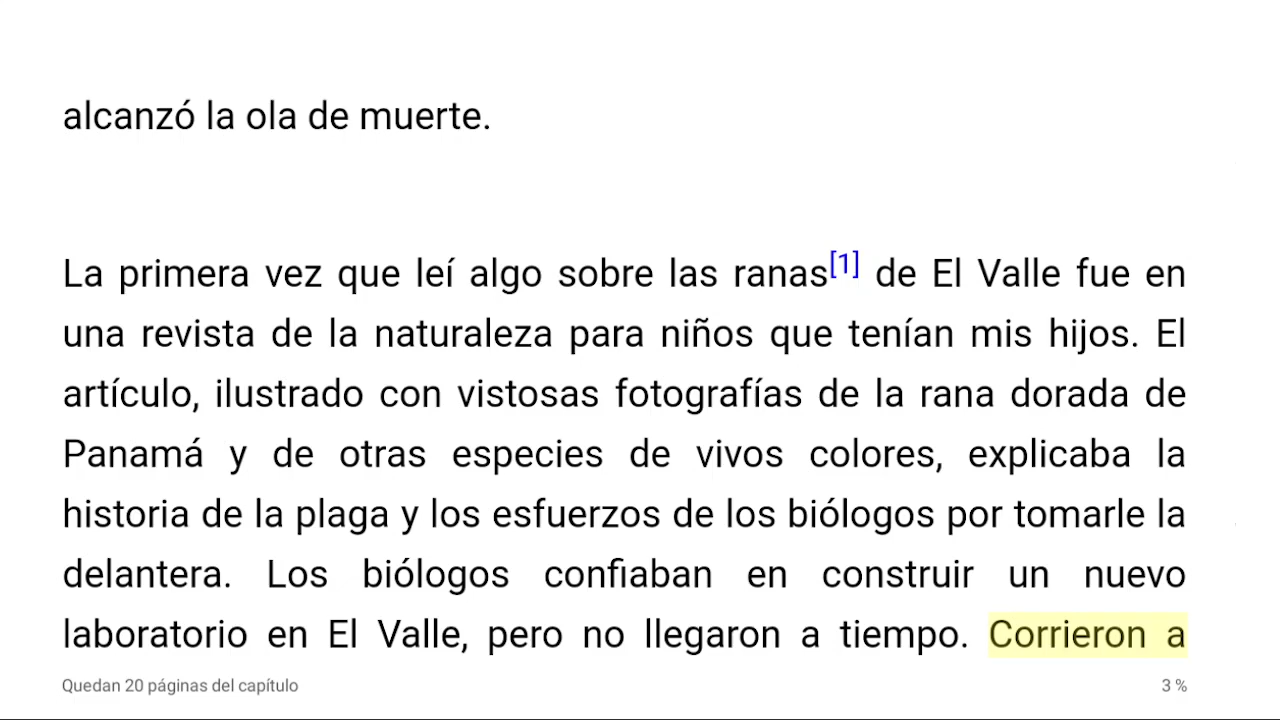 alcanzó la ola de muerte.
La primera vez que leí algo sobre las ranas[1] de El Valle fue en
una revista de la naturaleza para niños que tenían mis hijos. El
artículo, ilustrado con vistosas fotografías de la rana dorada de
Panamá y de otras especies de vivos colores, explicaba la
historia de la plaga y los esfuerzos de los biólogos por tomarle la
delantera. Los biólogos confiaban en construir un nuevo
laboratorio en El Valle, pero no llegaron a tiempo. Corrieron a
Quedan 20 páginas del capítulo 3 %